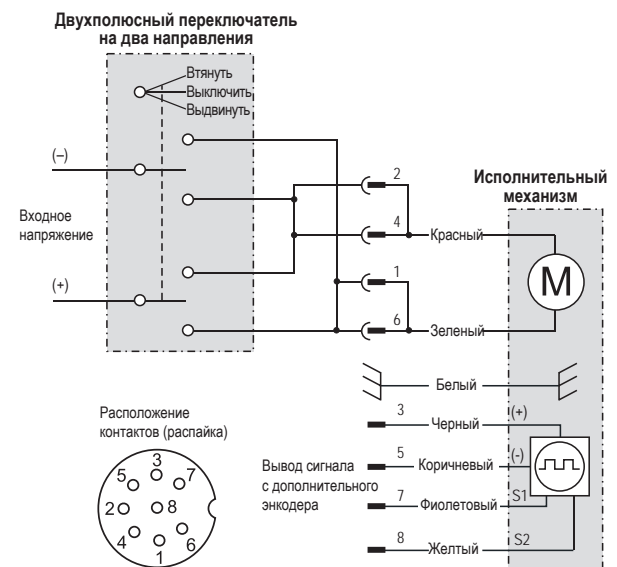 Двухполюсный переключатель
на два направления
Втянуть
Выключить
Выдвинуть
(–)
Входное
напряжение
(+)
2
4
1
6
Красный
Зеленый
Исполнительный
механизм
M
Белый
3
Черный
(+)
5
Коричневый
(-)
7
Фиолетовый
S1
8
Желтый
S2
Вывод сигнала
с дополнительного
энкодера
Расположение
контактов (распайка)
3
5
7
2
8
4
6
1